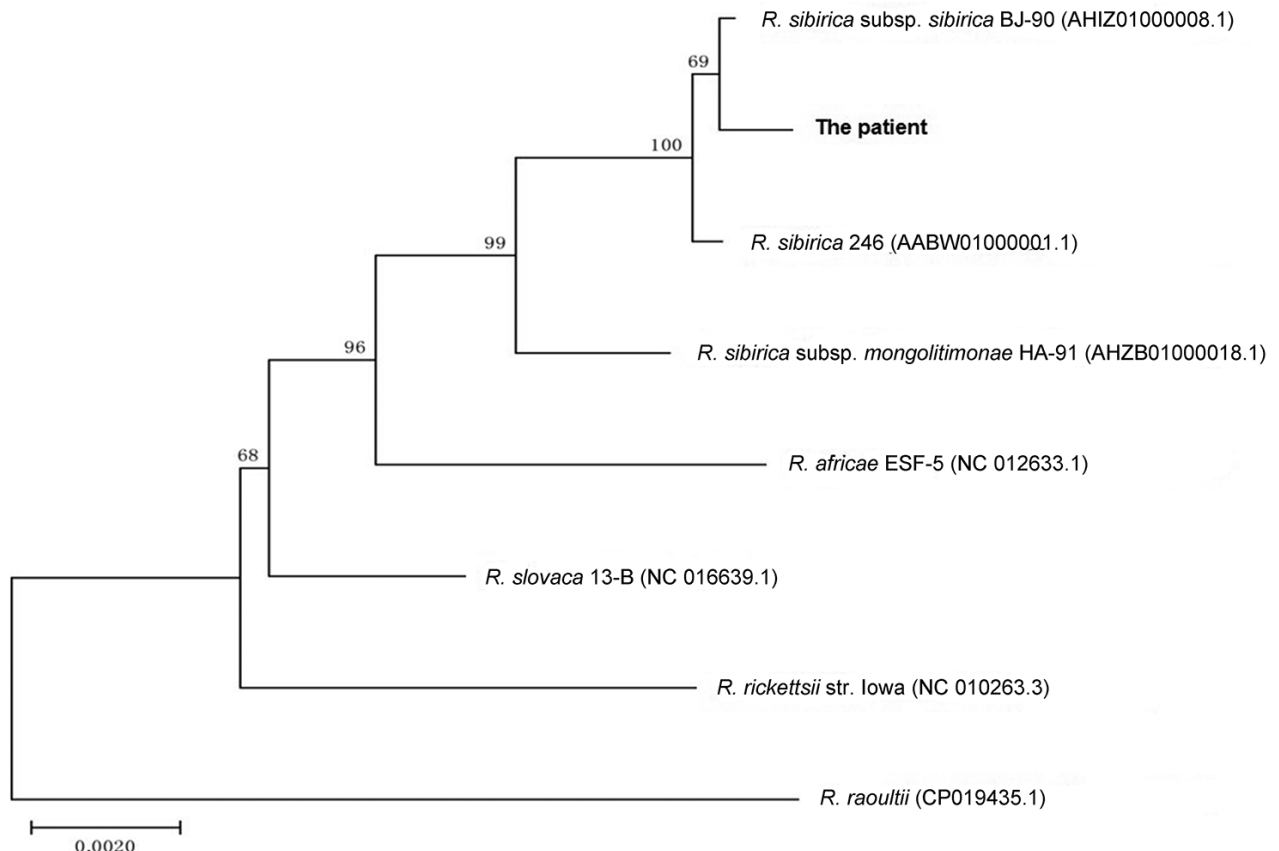 R. sibirica subsp. sibirica BJ-90 (AHIZ01000008.1)
69
The patient
100
R. sibirica 246 (AABW01000001.1)
99
R. sibirica subsp. mongolitimonae HA-91 (AHZB01000018.1)
96
R. africae ESF-5 (NC 012633.1)
68
R. slovaca 13-B (NC 016639.1)
R. rickettsii str. Iowa (NC 010263.3)
R. raoultii (CP019435.1)
0.0020